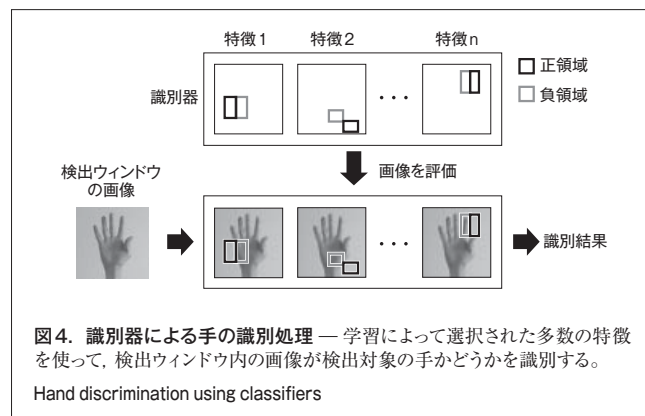 特徴1 特徴2 特徴n
正領域
識別器 ・・・
負領域
検出ウィンドウ
の画像
画像を評価
・・・ 識別結果
図4. 識別器による手の識別処理 — 学習によって選択された多数の特徴
を使って，検出ウィンドウ内の画像が検出対象の手かどうかを識別する。
Hand discrimination using classifiers